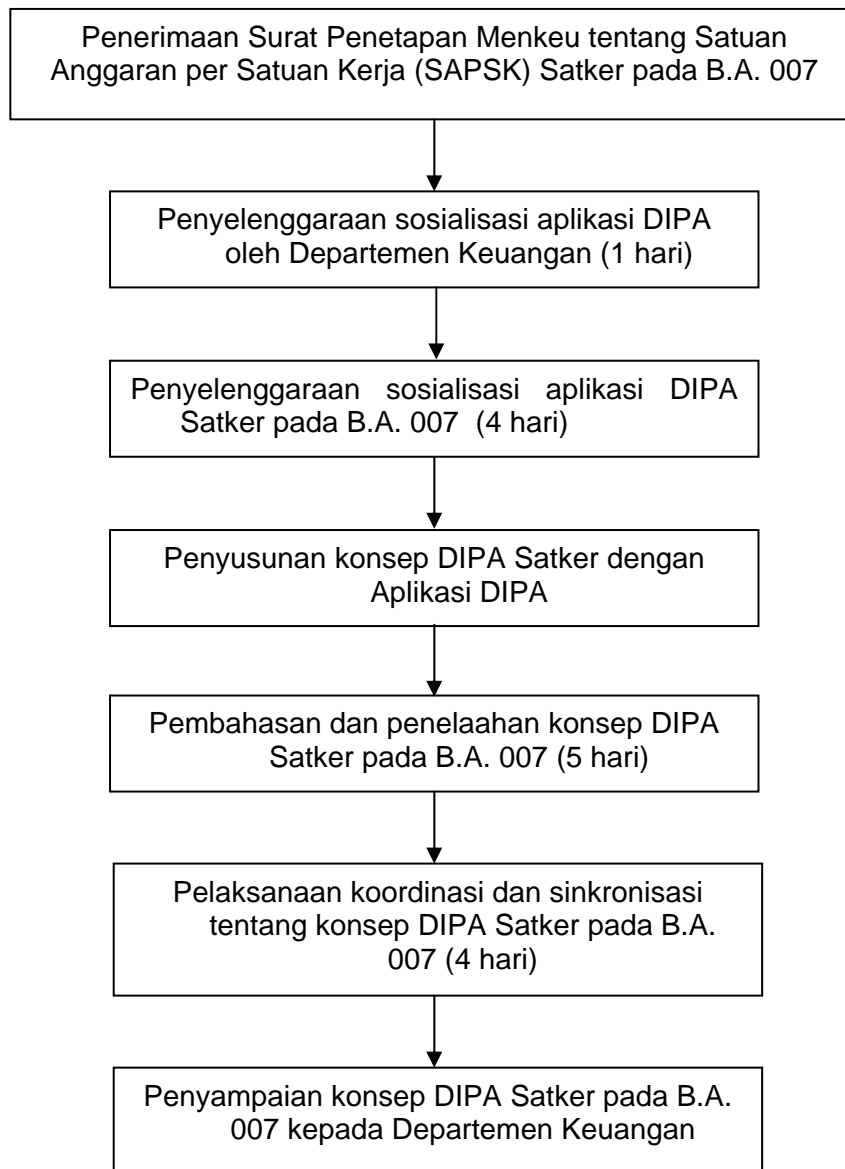 Penerimaan Surat Penetapan Menkeu tentang Satuan
Anggaran per Satuan Kerja (SAPSK) Satker pada B.A. 007
Penyelenggaraan sosialisasi aplikasi DIPA
oleh Departemen Keuangan (1 hari)
Penyelenggaraan sosialisasi aplikasi DIPA
Satker pada B.A. 007 (4 hari)
Penyusunan konsep DIPA Satker dengan
Aplikasi DIPA
Pembahasan dan penelaahan konsep DIPA
Satker pada B.A. 007 (5 hari)
Pelaksanaan koordinasi dan sinkronisasi
tentang konsep DIPA Satker pada B.A.
007 (4 hari)
Penyampaian konsep DIPA Satker pada B.A.
007 kepada Departemen Keuangan